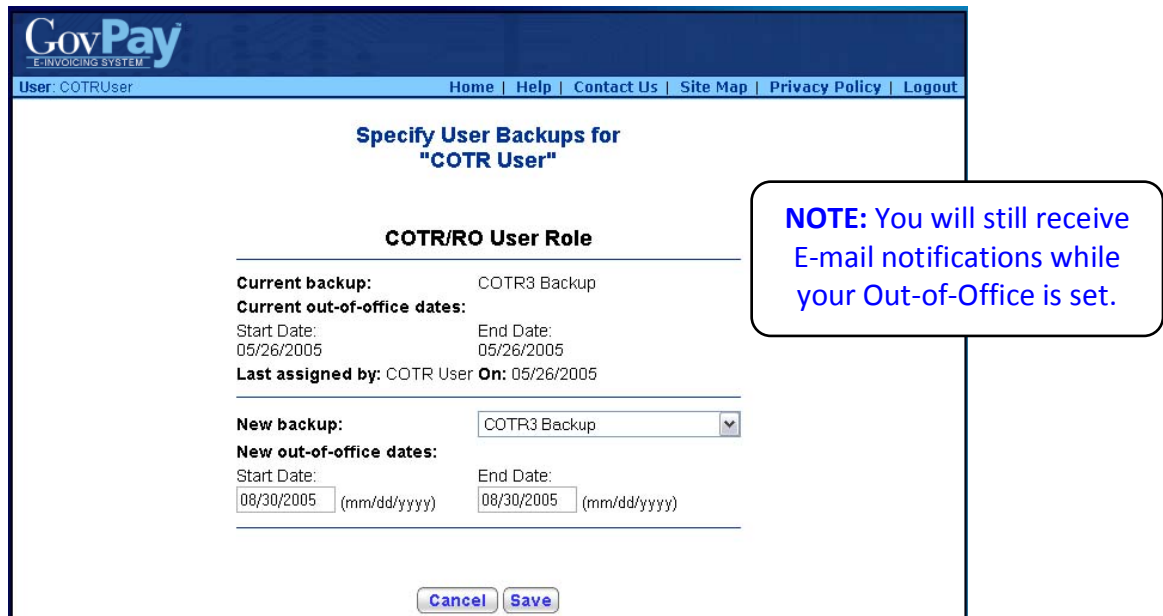 GovPay™
E-INVOICING SYSTEM
User: COTRUser Home | Help | Contact Us | Site Map | Privacy Policy | Logout
Specify User Backups for
"COTR User"
NOTE: You will still receive
E-mail notifications while
your Out-of-Office is set.
COTR/RO User Role
Current backup: COTR3 Backup
Current out-of-office dates:
Start Date: End Date:
05/26/2005 05/26/2005
Last assigned by: COTR User On: 05/26/2005
New backup: COTR3 Backup
New out-of-office dates:
Start Date: End Date:
08/30/2005 (mm/dd/yyyy) 08/30/2005 (mm/dd/yyyy)
Cancel Save